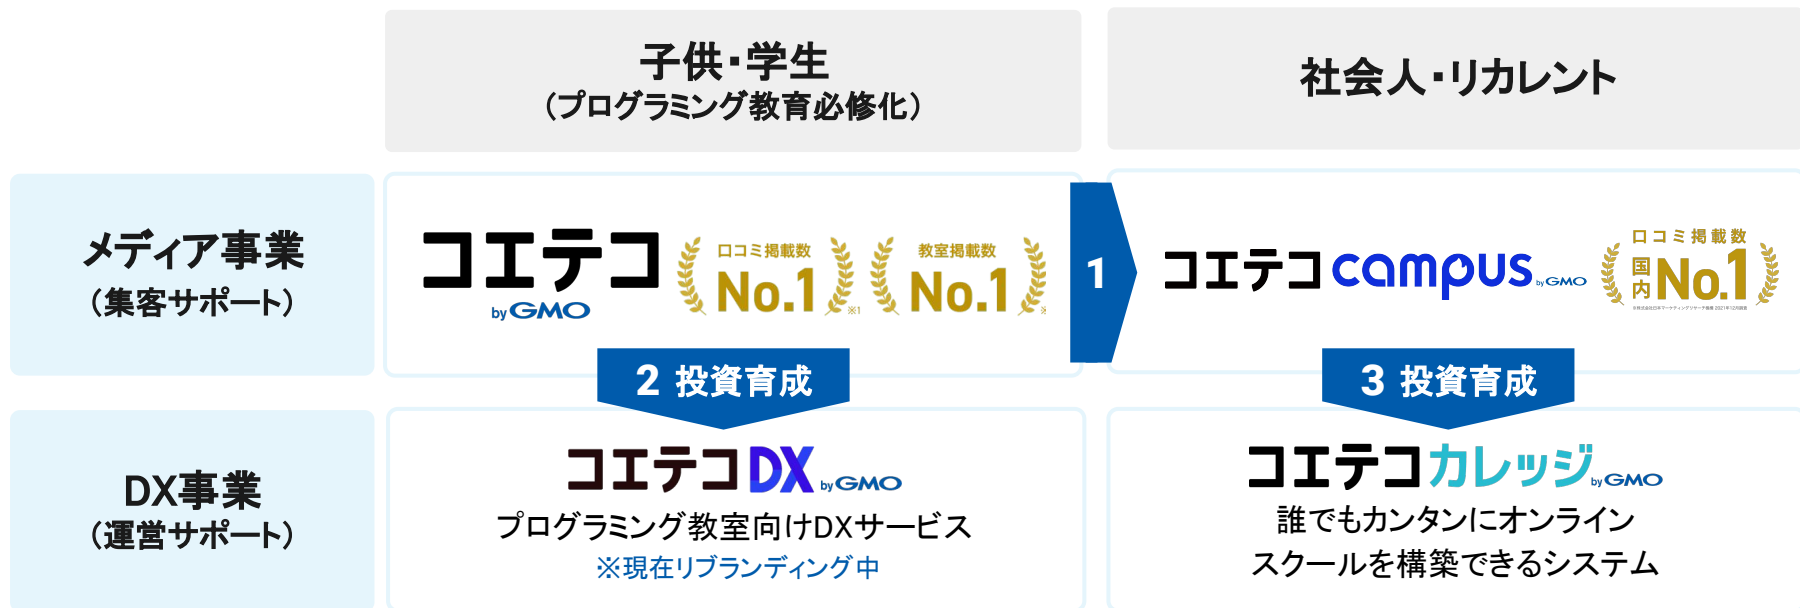 子供・学生
(プログラミング教育必修化)
社会人・リカレント
メディア事業
(集客サポート)
コエテコ
by GMO
口コミ掲載数
No.1
※1
教室掲載数
No.1
※
1
コエテコ campus by GMO
口コミ掲載数
国内
No.1
2 投資育成
3 投資育成
DX事業
(運営サポート)
コエテコ DX by GMO
プログラミング教室向けDXサービス
※現在リブランディング中
コエテコカレッジ by GMO
誰でもカンタンにオンライン
スクールを構築できるシステム